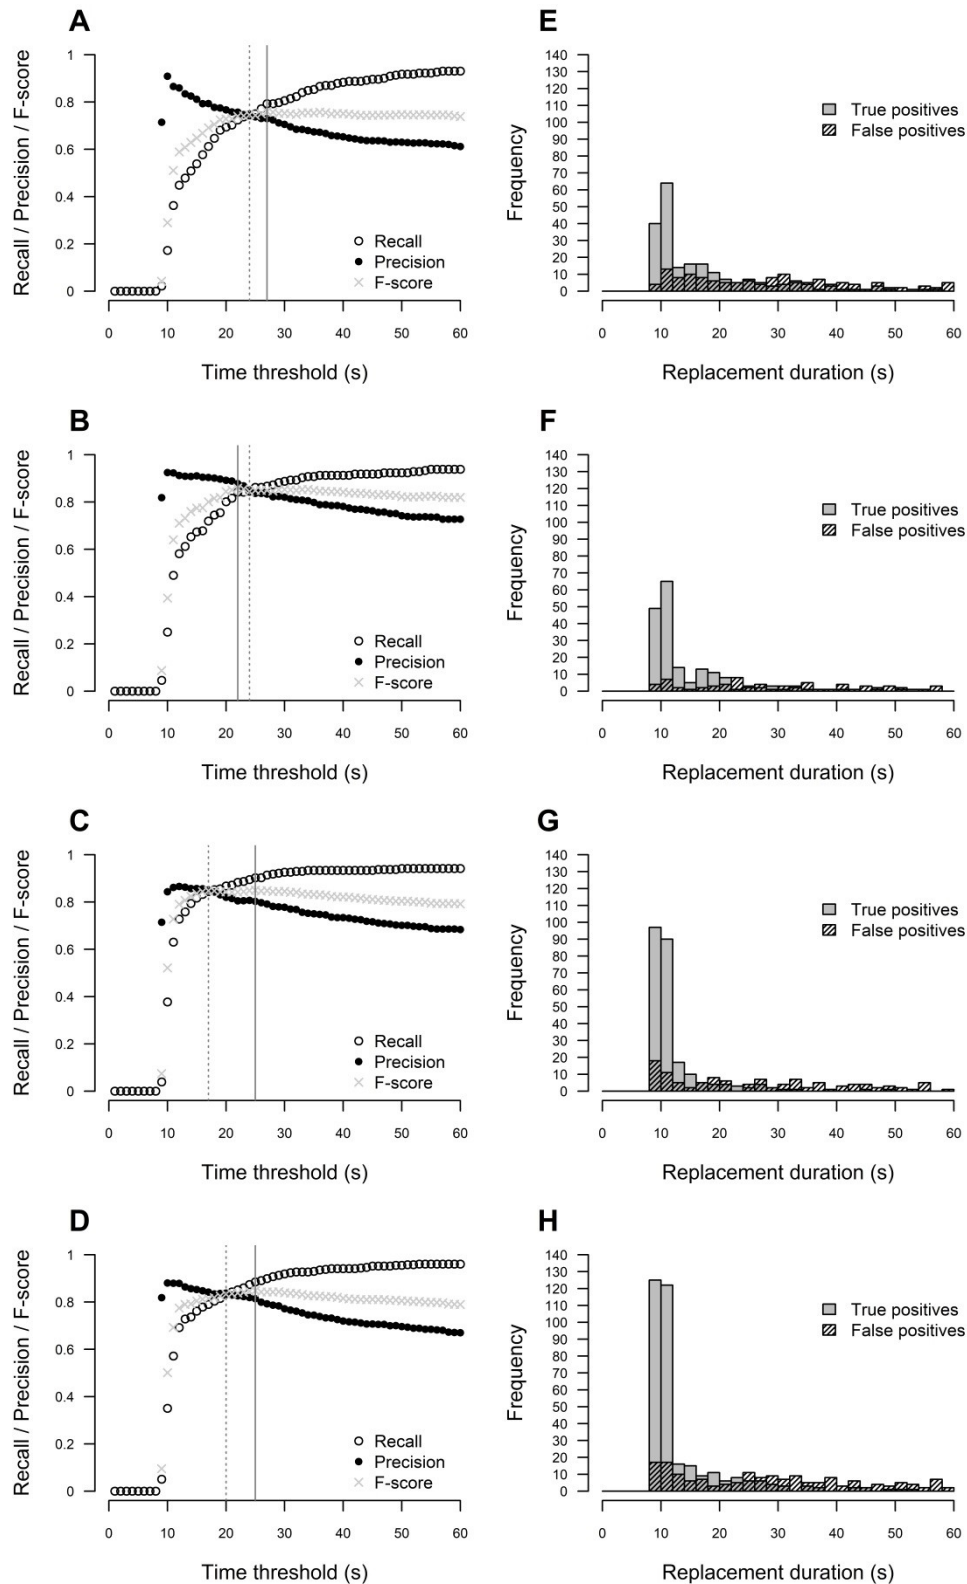 A
Recall / Precision / F-score
1
0.8
0.6
0.4
0.2
0
Recall
Precision
F-score
0 10 20 30 40 50 60
Time threshold (s)
E
Frequency
140
130
120
110
100
90
80
70
60
50
40
30
20
10
0
True positives
False positives
0 10 20 30 40 50 60
Replacement duration (s)
B
Recall / Precision / F-score
1
0.8
0.6
0.4
0.2
0
Recall
Precision
F-score
0 10 20 30 40 50 60
Time threshold (s)
F
Frequency
140
130
120
110
100
90
80
70
60
50
40
30
20
10
0
True positives
False positives
0 10 20 30 40 50 60
Replacement duration (s)
C
Recall / Precision / F-score
1
0.8
0.6
0.4
0.2
0
Recall
Precision
F-score
0 10 20 30 40 50 60
Time threshold (s)
G
Frequency
140
130
120
110
100
90
80
70
60
50
40
30
20
10
0
True positives
False positives
0 10 20 30 40 50 60
Replacement duration (s)
D
Recall / Precision / F-score
1
0.8
0.6
0.4
0.2
0
Recall
Precision
F-score
0 10 20 30 40 50 60
Time threshold (s)
H
Frequency
140
130
120
110
100
90
80
70
60
50
40
30
20
10
0
True positives
False positives
0 10 20 30 40 50 60
Replacement duration (s)